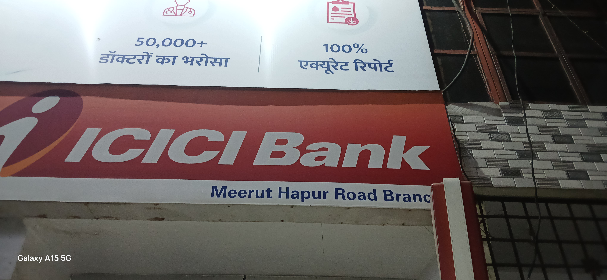 50,000+
डॉक्टरों का भरोसा
100%
एक्यूरेट रिपोर्ट
ICICI Bank
Meerut Hapur Road Branc
Galaxy A15 5G